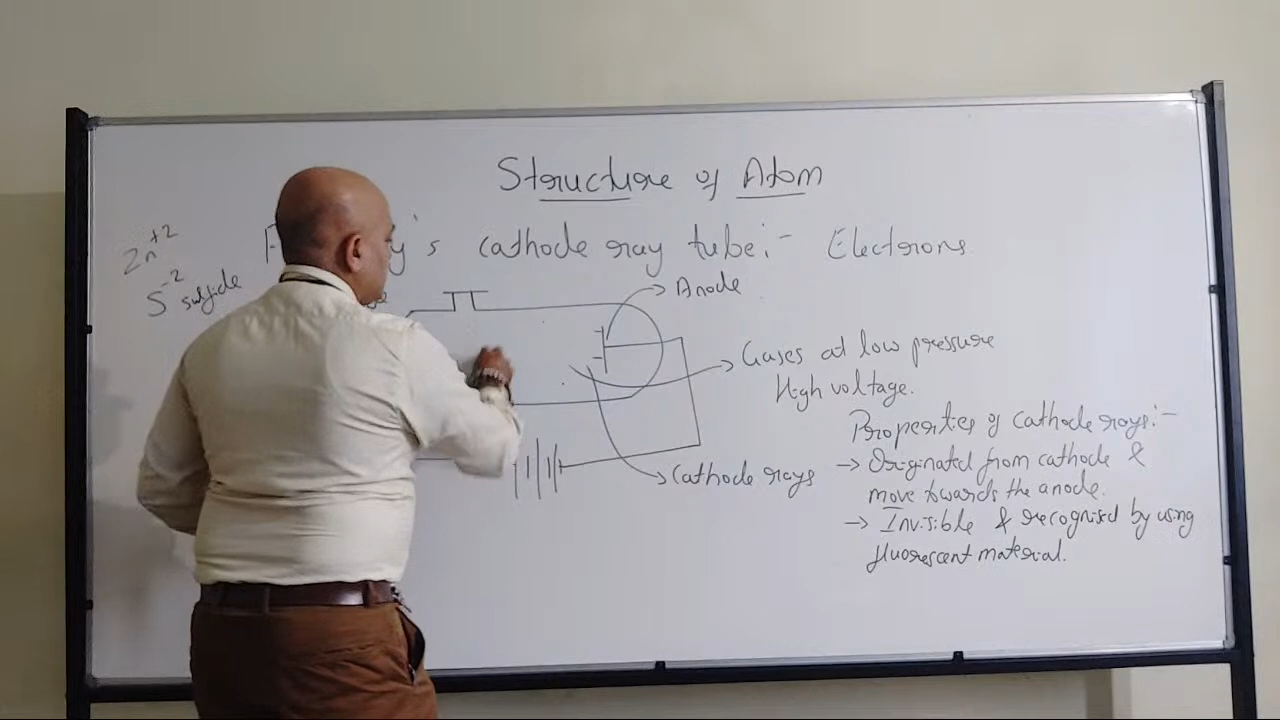 Structure of Atom
's cathode ray tube:- Electrons
Zn+2
S-2 sulfide
Anode
Gases at low pressure
High voltage.
Cathode rays
Properties of cathode rays:-
→ Originated from cathode &
move towards the anode.
→ Invisible & recognised by using
fluorescent material.